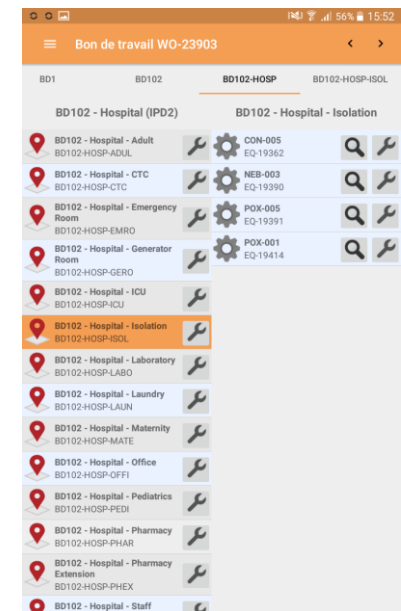 56% 15:52
Bon de travail WO-23903
BD1
BD102
BD102-HOSP
BD102-HOSP-ISOL
BD102 - Hospital (IPD2)
BD102 - Hospital - Adult
BD102-HOSP-ADUL
BD102 - Hospital - CTC
BD102-HOSP-CTC
BD102 - Hospital - Emergency
Room
BD102-HOSP-EMRO
BD102 - Hospital - Generator
Room
BD102-HOSP-GERO
BD102 - Hospital - ICU
BD102-HOSP-ICU
BD102 - Hospital - Isolation
BD102-HOSP-ISOL
BD102 - Hospital - Laboratory
BD102-HOSP-LABO
BD102 - Hospital - Laundry
BD102-HOSP-LAUN
BD102 - Hospital - Maternity
BD102-HOSP-MATE
BD102 - Hospital - Office
BD102-HOSP-OFFI
BD102 - Hospital - Pediatrics
BD102-HOSP-PEDI
BD102 - Hospital - Pharmacy
BD102-HOSP-PHAR
BD102 - Hospital - Pharmacy
Extension
BD102-HOSP-PHEX
BD102 - Hospital - Staff
BD102 - Hospital - Isolation
CON-005
EQ-19362
NEB-003
EQ-19390
POX-005
EQ-19391
POX-001
EQ-19414